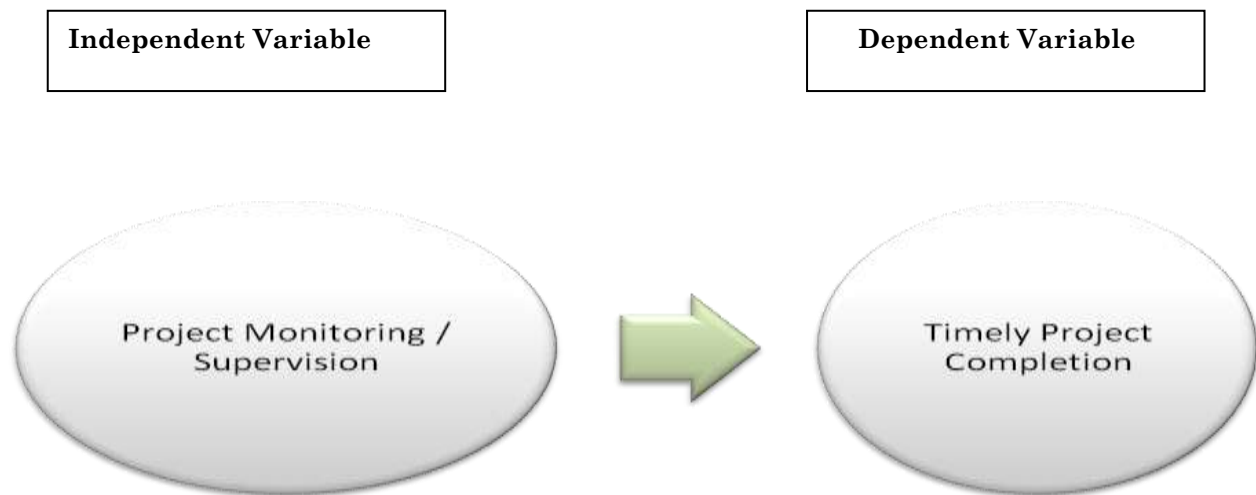 Independent Variable
Dependent Variable
Project Monitoring /
Supervision
Timely Project
Completion